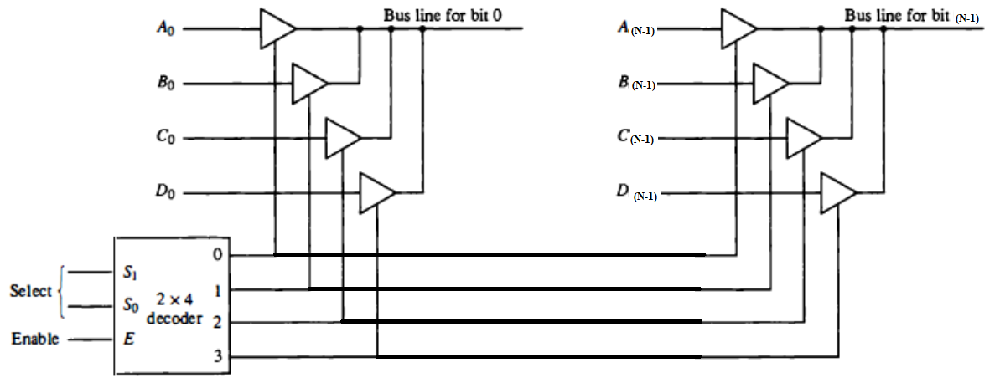 Bus line for bit 0
A0
B0
C0
D0
Bus line for bit (N-1)
A (N-1)
B (N-1)
C (N-1)
D (N-1)
Select
S1
S0
Enable
E
2 × 4
decoder
0
1
2
3